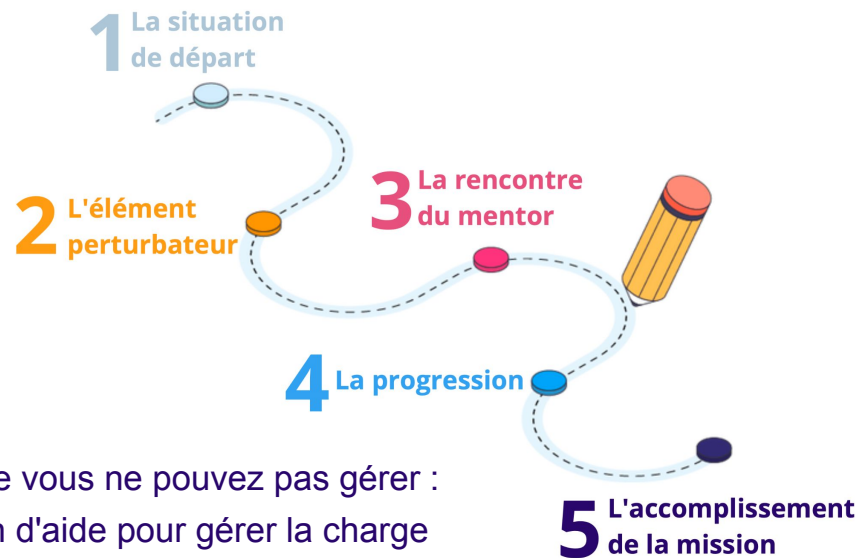 1 La situation
de départ
2 L'élément
perturbateur
3 La rencontre
du mentor
4 La progression
e vous ne pouvez pas gérer :
n d'aide pour gérer la charge
5 L'accomplissement
de la mission